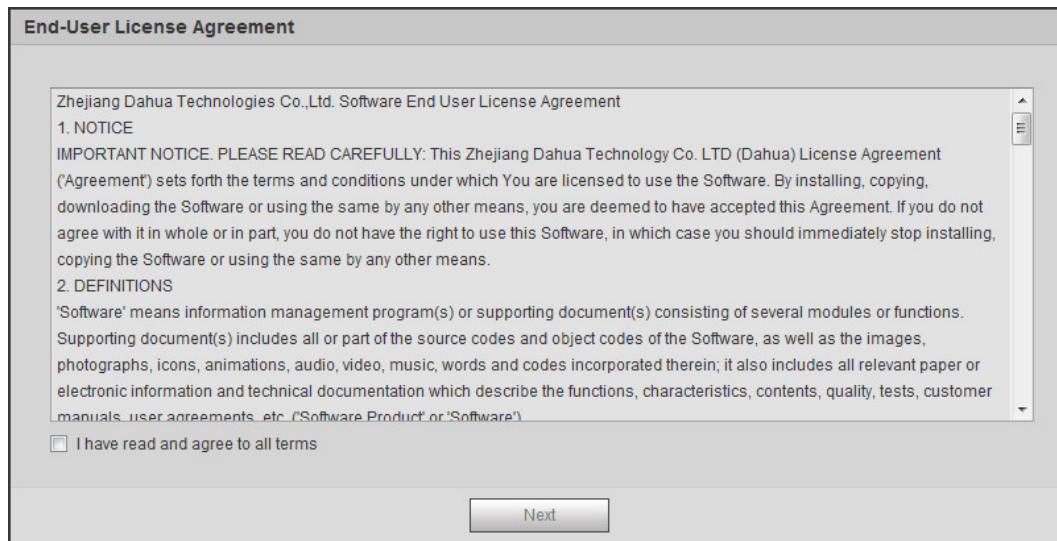 End-User License Agreement
Zhejiang Dahua Technologies Co.,Ltd. Software End User License Agreement
1. NOTICE
IMPORTANT NOTICE. PLEASE READ CAREFULLY: This Zhejiang Dahua Technology Co. LTD (Dahua) License Agreement
('Agreement') sets forth the terms and conditions under which You are licensed to use the Software. By installing, copying,
downloading the Software or using the same by any other means, you are deemed to have accepted this Agreement. If you do not
agree with it in whole or in part, you do not have the right to use this Software, in which case you should immediately stop installing,
copying the Software or using the same by any other means.
2. DEFINITIONS
'Software' means information management program(s) or supporting document(s) consisting of several modules or functions.
Supporting document(s) includes all or part of the source codes and object codes of the Software, as well as the images,
photographs, icons, animations, audio, video, music, words and codes incorporated therein; it also includes all relevant paper or
electronic information and technical documentation which describe the functions, characteristics, contents, quality, tests, customer
manuals, user agreements, etc. ('Software Product' or 'Software')
I have read and agree to all terms
Next